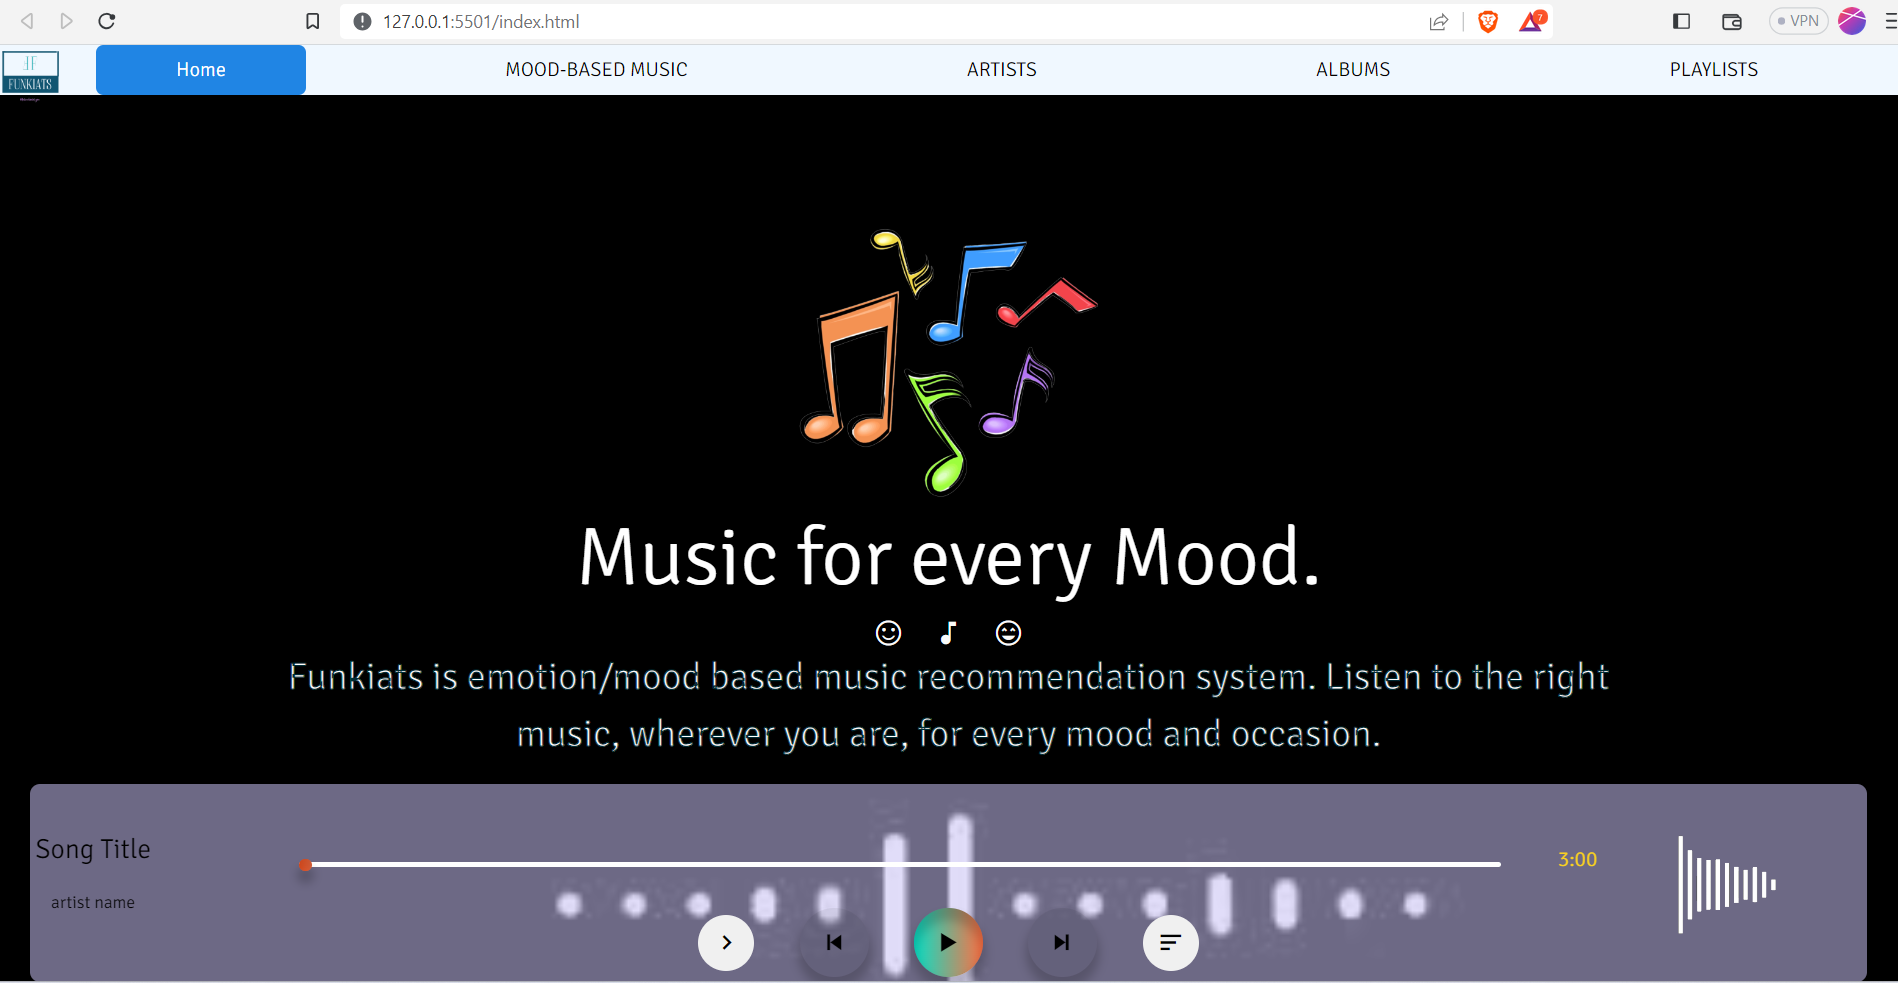 127.0.0.1:5501/index.html
7
VPN
FUNKIATS
Home
MOOD-BASED MUSIC
ARTISTS
ALBUMS
PLAYLISTS
Music for every Mood.
Funkiats is emotion/mood based music recommendation system. Listen to the right
music, wherever you are, for every mood and occasion.
Song Title
3:00
artist name